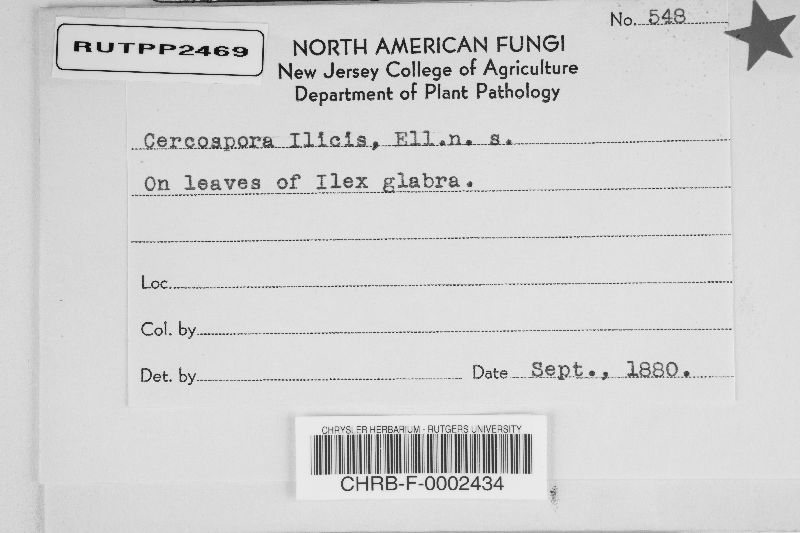 No. 548
RUTPP2469
NORTH AMERICAN FUNGI
New Jersey College of Agriculture
Department of Plant Pathology
Cercospora Ilicis, Ell.n. s.
On leaves of Ilex glabra.
Loc.
Col. by
Det. by Date Sept., 1880.
CHRYSLER HERBARIUM - RUTGERS UNIVERSITY
CHRB-F-0002434